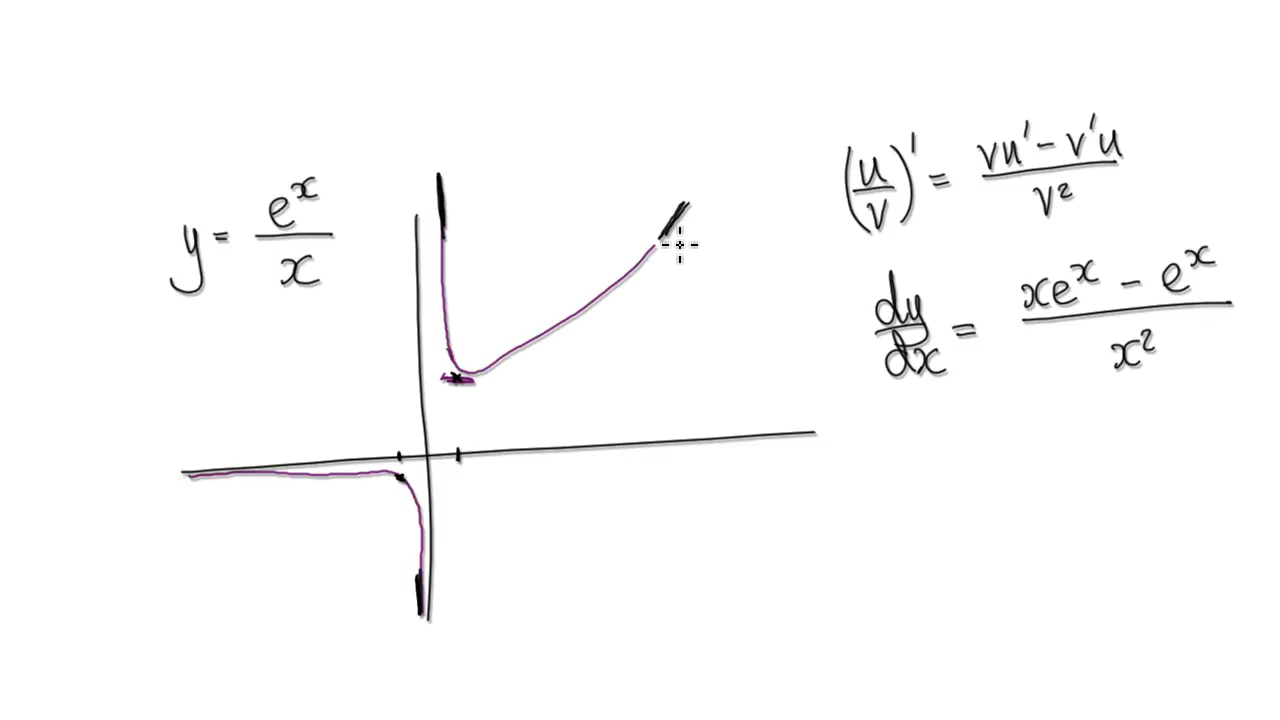 y = e^x / x
(u/v)' = (vu' - v'u) / v²
dy/dx = (xe^x - e^x) / x²